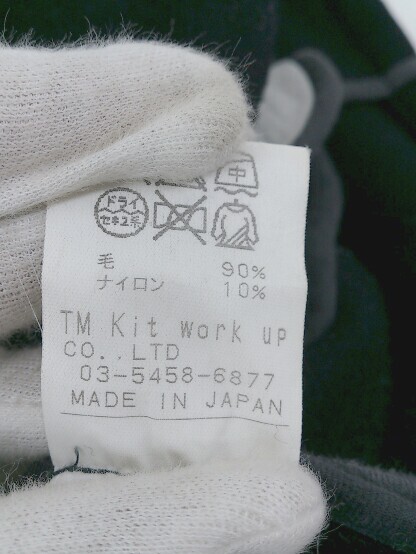 中
ドライ
セキユ系
毛 90%
ナイロン 10%
TM Kit work up
CO.,LTD
03-5458-6877
MADE IN JAPAN